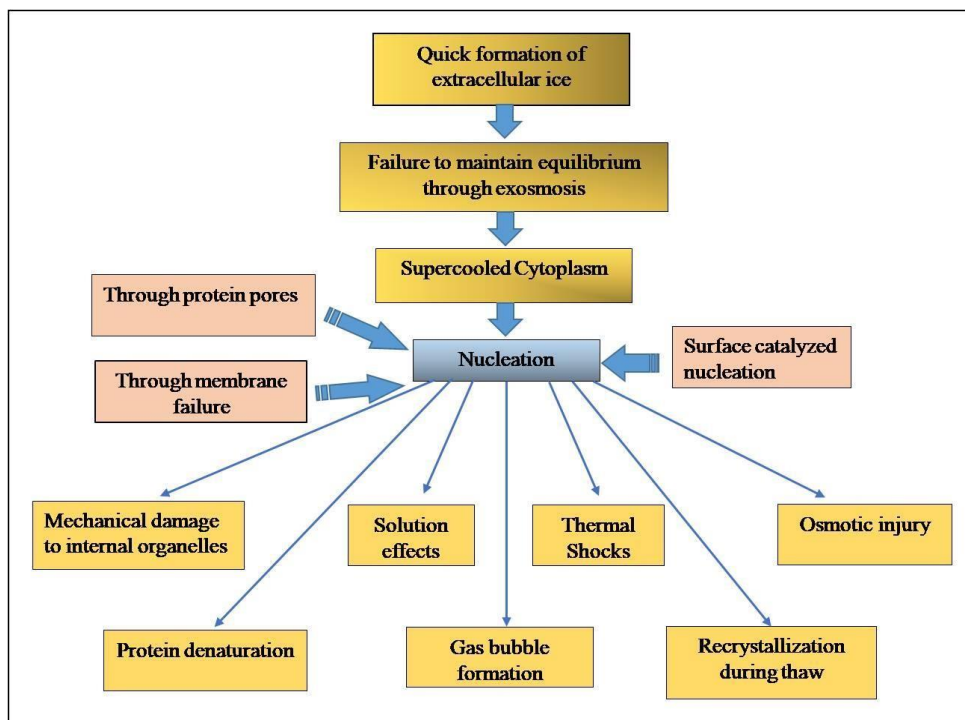 Quick formation of
extracellular ice
Failure to maintain equilibrium
through exosmosis
Supercooled Cytoplasm
Through protein pores
Nucleation
Surface catalyzed
nucleation
Through membrane
failure
Mechanical damage
to internal organelles
Solution
effects
Thermal
Shocks
Osmotic injury
Protein denaturation
Gas bubble
formation
Recrystallization
during thaw